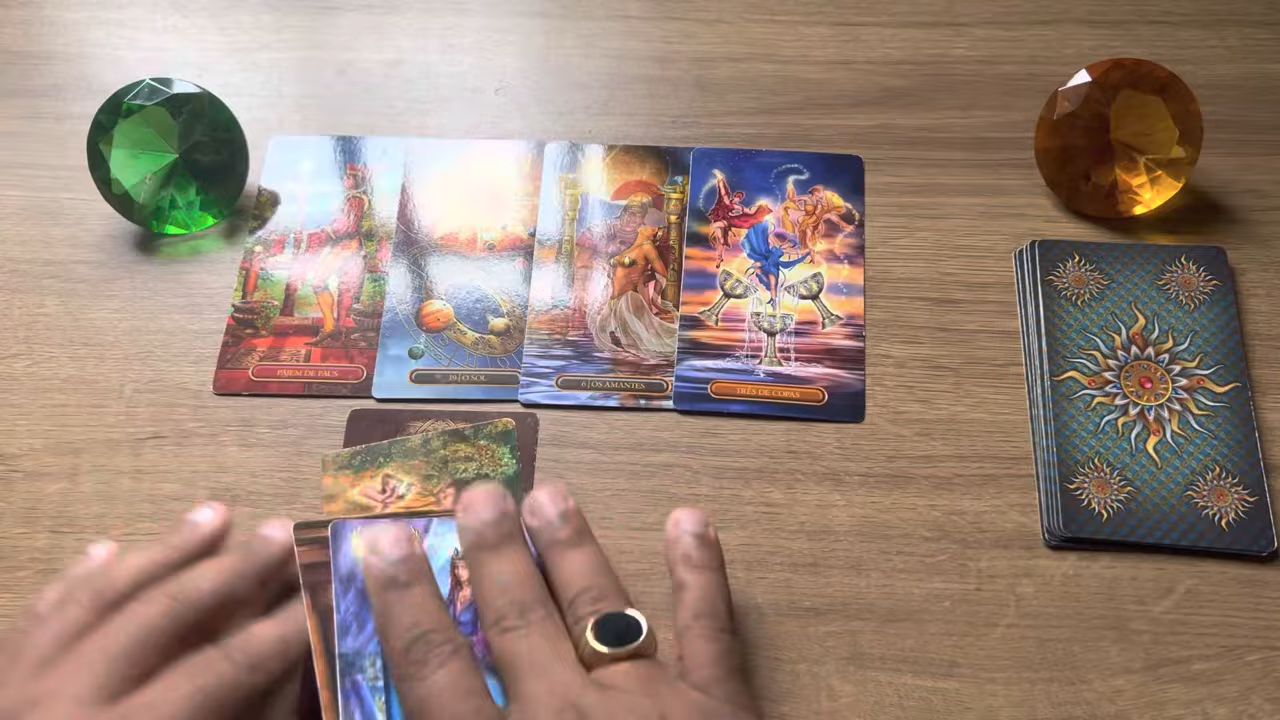 PAJEM DE PAUS
19 | O SOL
6 | OS AMANTES
TRÊS DE COPAS